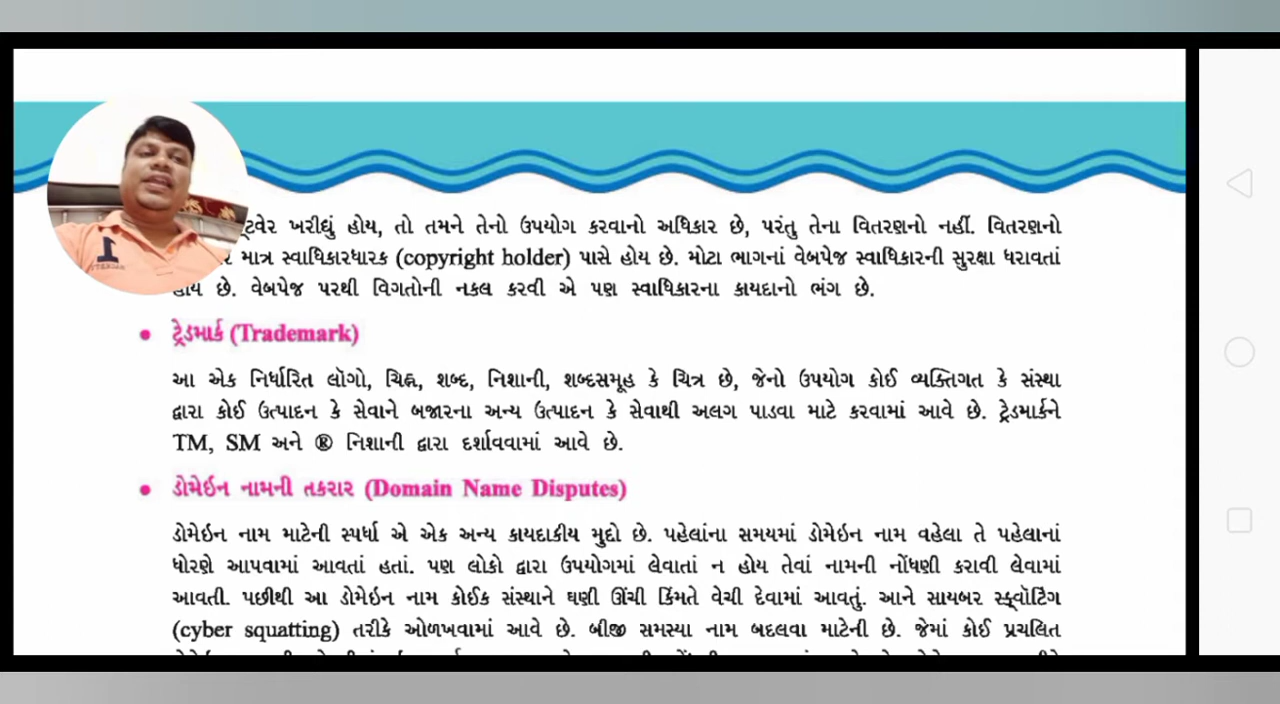 ખરીદ્યું હોય, તો તમને તેનો ઉપયોગ કરવાનો અધિકાર છે, પરંતુ તેના વિતરણનો નહીં. વિતરણનો
માત્ર સ્વાધિકારધારક (copyright holder) પાસે હોય છે. મોટા ભાગનાં વેબપેજ સ્વાધિકારની સુરક્ષા ધરાવતાં
છે. વેબપેજ પરથી વિગતોની નકલ કરવી એ પણ સ્વાધિકારના કાયદાનો ભંગ છે.
• ટ્રેડમાર્ક (Trademark)
આ એક નિર્ધારિત લૉગો, ચિહ્ન, શબ્દ, નિશાની, શબ્દસમૂહ કે ચિત્ર છે, જેનો ઉપયોગ કોઈ વ્યક્તિગત કે સંસ્થા
દ્વારા કોઈ ઉત્પાદન કે સેવાને બજારના અન્ય ઉત્પાદન કે સેવાથી અલગ પાડવા માટે કરવામાં આવે છે. ટ્રેડમાર્કને
TM, SM અને ® નિશાની દ્વારા દર્શાવવામાં આવે છે.
• ડોમેઇન નામની તકરાર (Domain Name Disputes)
ડોમેઇન નામ માટેની સ્પર્ધા એ એક અન્ય કાયદાકીય મુદ્દો છે. પહેલાંના સમયમાં ડોમેઇન નામ વહેલા તે પહેલાનાં
ધોરણે આપવામાં આવતાં હતાં. પણ લોકો દ્વારા ઉપયોગમાં લેવાતાં ન હોય તેવાં નામની નોંધણી કરાવી લેવામાં
આવતી. પછીથી આ ડોમેઇન નામ કોઈક સંસ્થાને ઘણી ઊંચી કિંમતે વેચી દેવામાં આવતું. આને સાયબર સ્ક્વૉટિંગ
(cyber squatting) તરીકે ઓળખવામાં આવે છે. બીજી સમસ્યા નામ બદલવા માટેની છે. જેમાં કોઈ પ્રચલિત